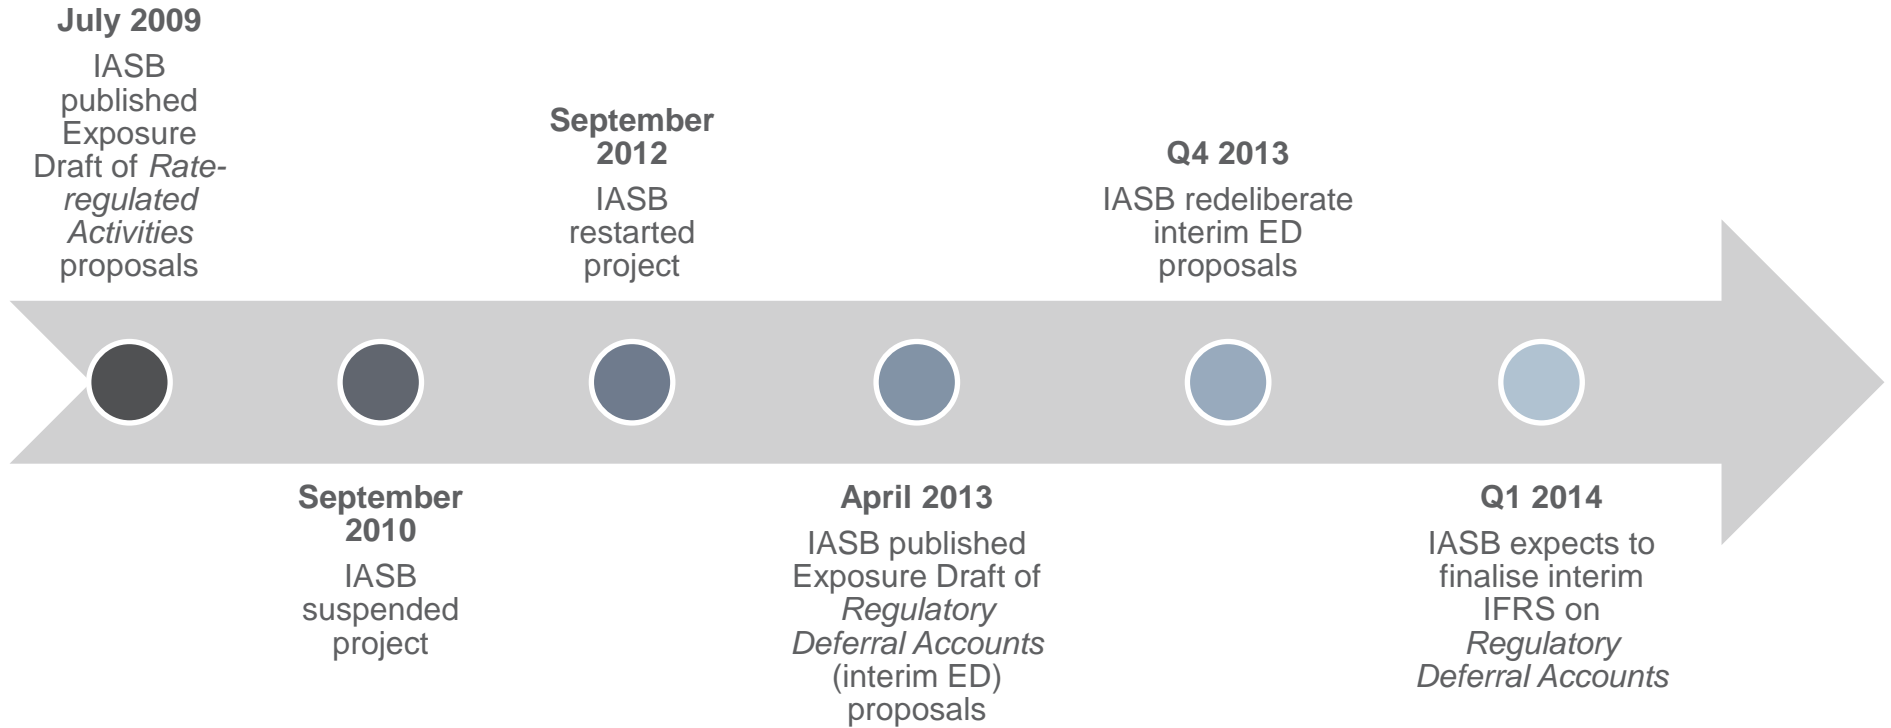 July 2009
IASB
published
Exposure
Draft of Rate-
regulated
Activities
proposals
September
2010
IASB
suspended
project
September
2012
IASB
restarted
project
April 2013
IASB published
Exposure Draft of
Regulatory
Deferral Accounts
(interim ED)
proposals
Q4 2013
IASB redeliberate
interim ED
proposals
Q1 2014
IASB expects to
finalise interim
IFRS on
Regulatory
Deferral Accounts